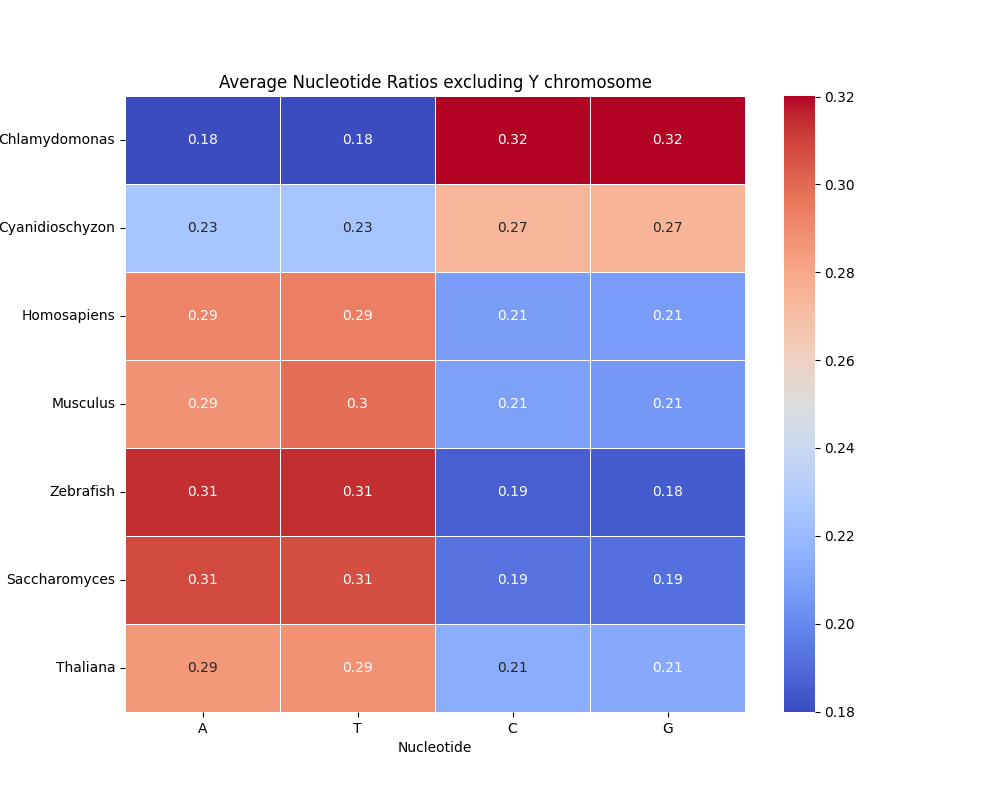 Average Nucleotide Ratios excluding Y chromosome
Chlamydomonas 0.18 0.18 0.32 0.32
Cyanidioschyzon 0.23 0.23 0.27 0.27
Homosapiens 0.29 0.29 0.21 0.21
Musculus 0.29 0.3 0.21 0.21
Zebrafish 0.31 0.31 0.19 0.18
Saccharomyces 0.31 0.31 0.19 0.19
Thaliana 0.29 0.29 0.21 0.21
A T C G
Nucleotide
0.32
0.30
0.28
0.26
0.24
0.22
0.20
0.18